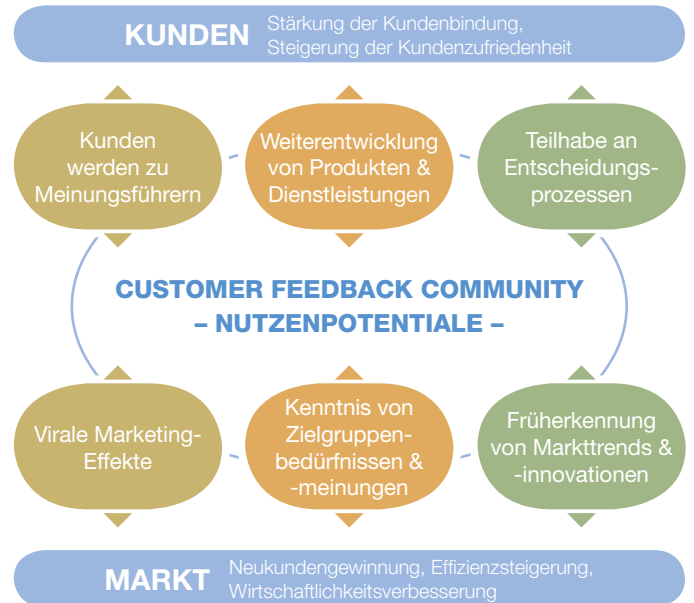 KUNDEN
Stärkung der Kundenbindung,
Steigerung der Kundenzufriedenheit
Kunden
werden zu
Meinungsführern
Weiterentwicklung
von Produkten &
Dienstleistungen
Teilhabe an
Entscheidungs-
prozessen
CUSTOMER FEEDBACK COMMUNITY
– NUTZENPOTENTIALE –
Virale Marketing-
Effekte
Kenntnis von
Zielgruppen-
bedürfnissen &
-meinungen
Früherkennung
von Markttrends &
-innovationen
MARKT
Neukundengewinnung, Effizienzsteigerung,
Wirtschaftlichkeitsverbesserung